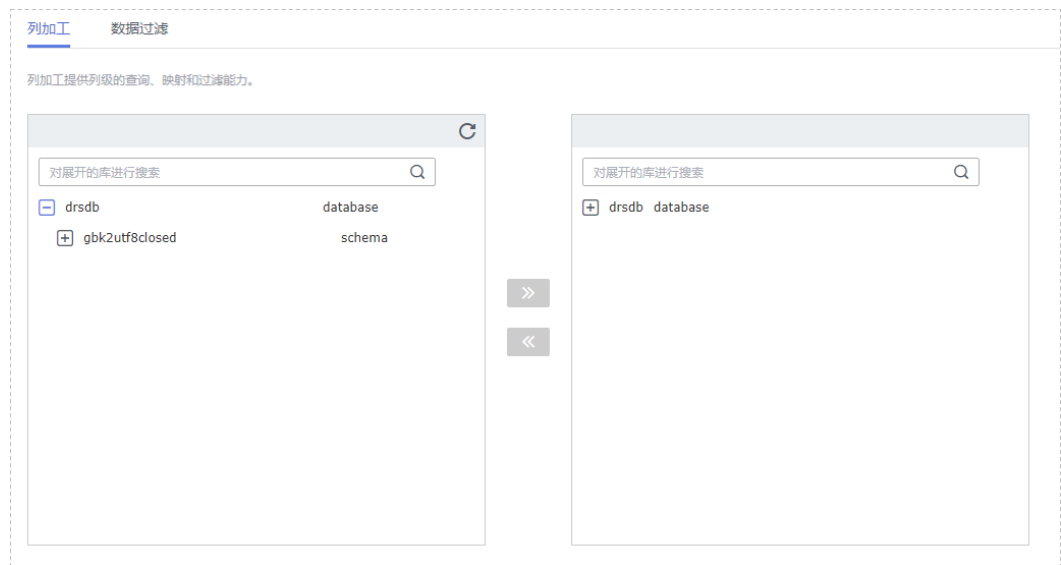 列加工 数据过滤
列加工提供列级的查询、映射和过滤能力。
对展开的库进行搜索
drsdb database
gbk2utf8closed schema
对展开的库进行搜索
drsdb database